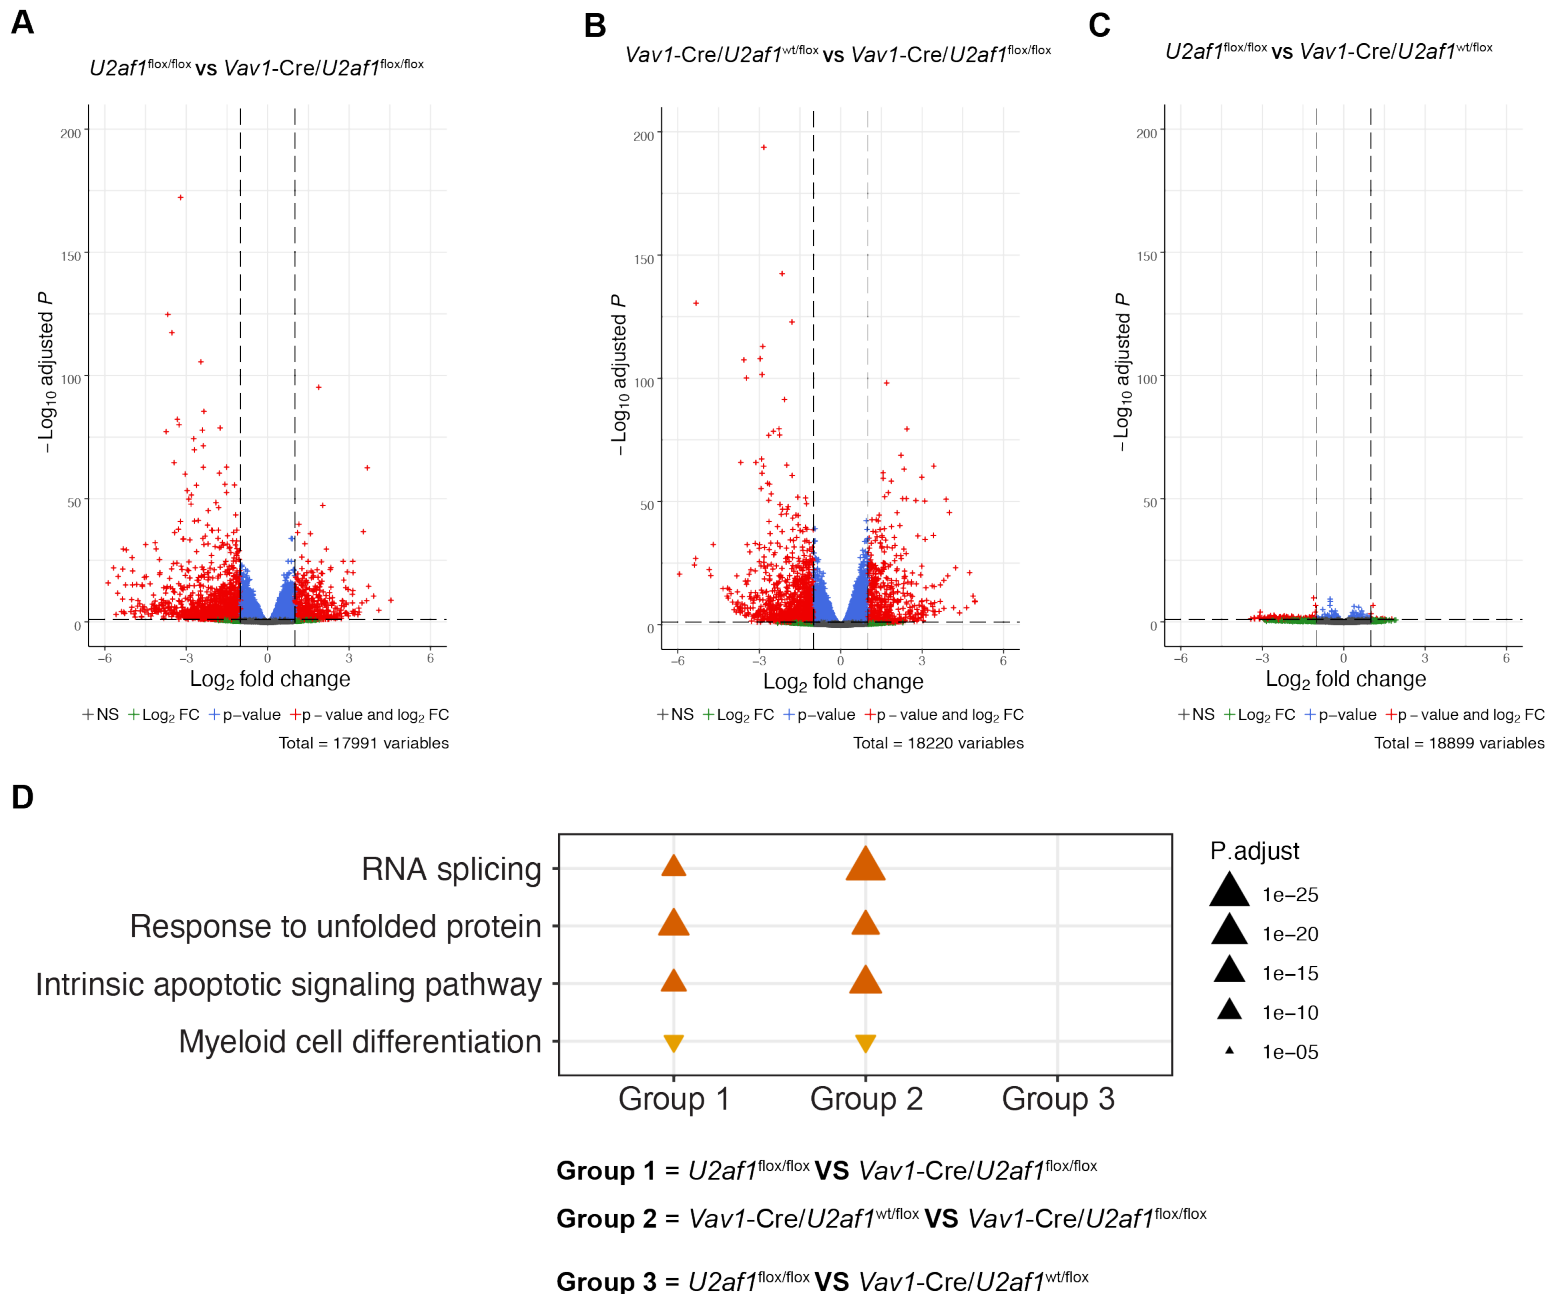 A
U2af1flox/flox vs Vav1-Cre/U2af1flox/flox
−Log10 adjusted P
200
150
100
50
0
−6 −3 0 3 6
Log2 fold change
NS Log2 FC p−value p − value and log2 FC
Total = 17991 variables
B
Vav1-Cre/U2af1wt/flox vs Vav1-Cre/U2af1flox/flox
−Log10 adjusted P
200
150
100
50
0
−6 −3 0 3 6
Log2 fold change
NS Log2 FC p−value p − value and log2 FC
Total = 18220 variables
C
U2af1flox/flox vs Vav1-Cre/U2af1wt/flox
−Log10 adjusted P
200
150
100
50
0
−6 −3 0 3 6
Log2 fold change
NS Log2 FC p−value p − value and log2 FC
Total = 18899 variables
D
RNA splicing
Response to unfolded protein
Intrinsic apoptotic signaling pathway
Myeloid cell differentiation
Group 1 Group 2 Group 3
P.adjust
1e−25
1e−20
1e−15
1e−10
1e−05
Group 1 = U2af1flox/flox VS Vav1-Cre/U2af1flox/flox
Group 2 = Vav1-Cre/U2af1wt/flox VS Vav1-Cre/U2af1flox/flox
Group 3 = U2af1flox/flox VS Vav1-Cre/U2af1wt/flox